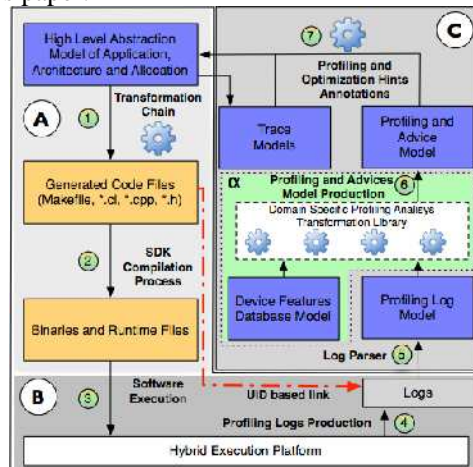 High Level Abstraction
Model of Application,
Architecture and Allocation
A
1
Transformation
Chain
Generated Code Files
(Makefile, *.cl, *.cpp, *.h)
2
SDK
Compilation
Process
Binaries and Runtime Files
B
3
Software
Execution
Hybrid Execution Platform
C
7
Profiling and
Optimization Hints
Annotations
Trace
Models
Profiling and
Advice
Model
α
Profiling and Advices
Model Production
6
Domain Specific Profiling Analisys
Transformation Library
Device Features
Database Model
Profiling Log
Model
Log Parser
5
UID based link
Logs
Profiling Logs Production
4